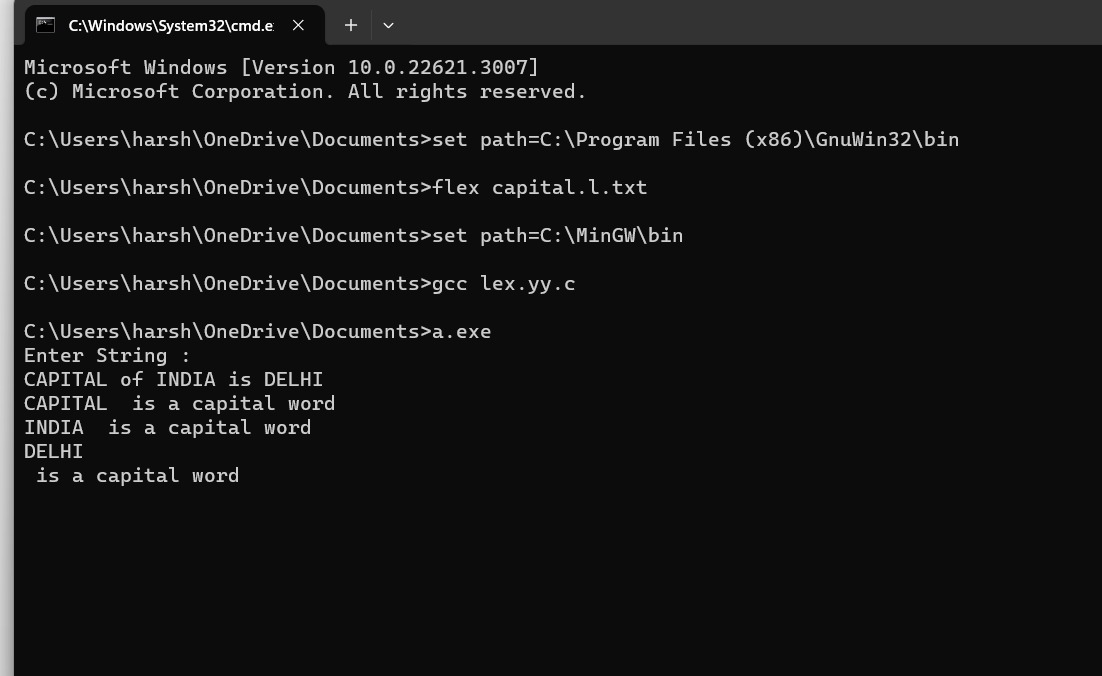 C:\Windows\System32\cmd.e
Microsoft Windows [Version 10.0.22621.3007]
(c) Microsoft Corporation. All rights reserved.
C:\Users\harsh\OneDrive\Documents>set path=C:\Program Files (x86)\GnuWin32\bin
C:\Users\harsh\OneDrive\Documents>flex capital.l.txt
C:\Users\harsh\OneDrive\Documents>set path=C:\MinGW\bin
C:\Users\harsh\OneDrive\Documents>gcc lex.yy.c
C:\Users\harsh\OneDrive\Documents>a.exe
Enter String :
CAPITAL of INDIA is DELHI
CAPITAL  is a capital word
INDIA  is a capital word
DELHI
 is a capital word